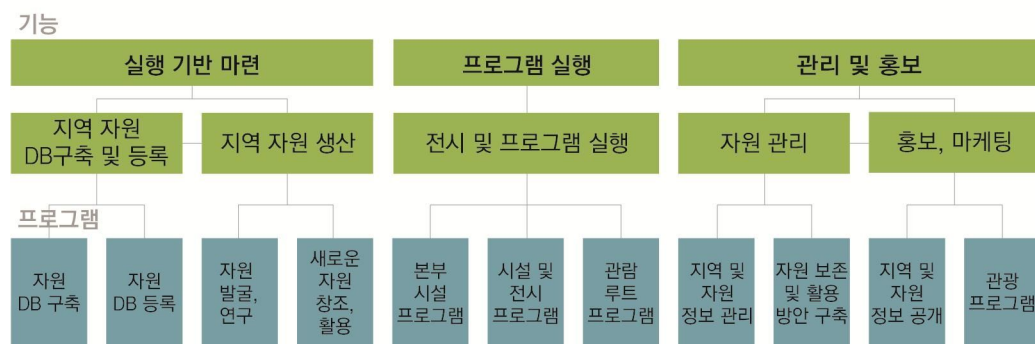 기능
실행 기반 마련
프로그램 실행
관리 및 홍보
지역 자원
DB구축 및 등록
지역 자원 생산
전시 및 프로그램 실행
자원 관리
홍보, 마케팅
프로그램
자원
DB 구축
자원
DB 등록
자원
발굴,
연구
새로운
자원
창조,
활용
본부
시설
프로그램
시설 및
전시
프로그램
관람
루트
프로그램
지역 및
자원
정보 관리
자원 보존
및 활용
방안 구축
지역 및
자원
정보 공개
관광
프로그램